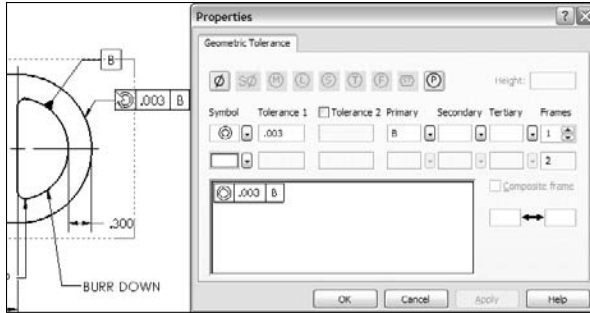 B
.003 B
.300
BURR DOWN
Properties
Geometric Tolerance
Ø SØ M L S T F ST P Height:
Symbol Tolerance 1 Tolerance 2 Primary Secondary Tertiary Frames
.003 B 1
2
.003 B
Composite frame
OK Cancel Apply Help